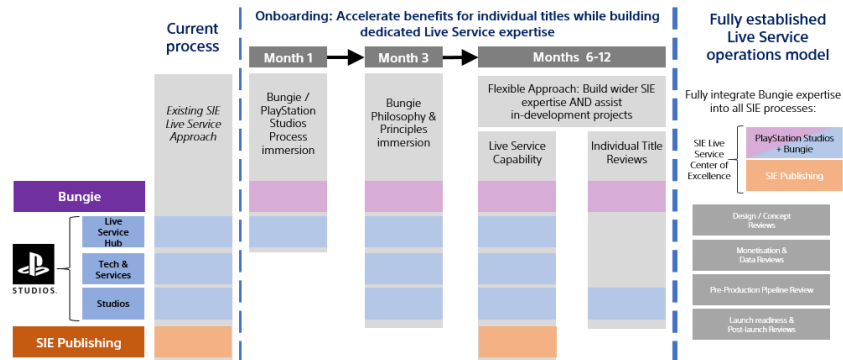 Current
process
Onboarding: Accelerate benefits for individual titles while building
dedicated Live Service expertise
Fully established
Live Service
operations model
Month 1
Month 3
Months 6-12
Existing SIE
Live Service
Approach
Bungie /
PlayStation
Studios
Process
immersion
Bungie
Philosophy &
Principles
immersion
Flexible Approach: Build wider SIE
expertise AND assist
in-development projects
Live Service
Capability
Individual Title
Reviews
Fully integrate Bungie expertise
into all SIE processes:
SIE Live
Service
Center of
Excellence
PlayStation Studios
+ Bungie
SIE Publishing
Bungie
Live
Service
Hub
Tech &
Services
Studios
STUDIOS.
SIE Publishing
Design / Concept
Reviews
Monetisation &
Data Reviews
Pre-Production Pipeline Review
Launch readiness &
Post-launch Reviews